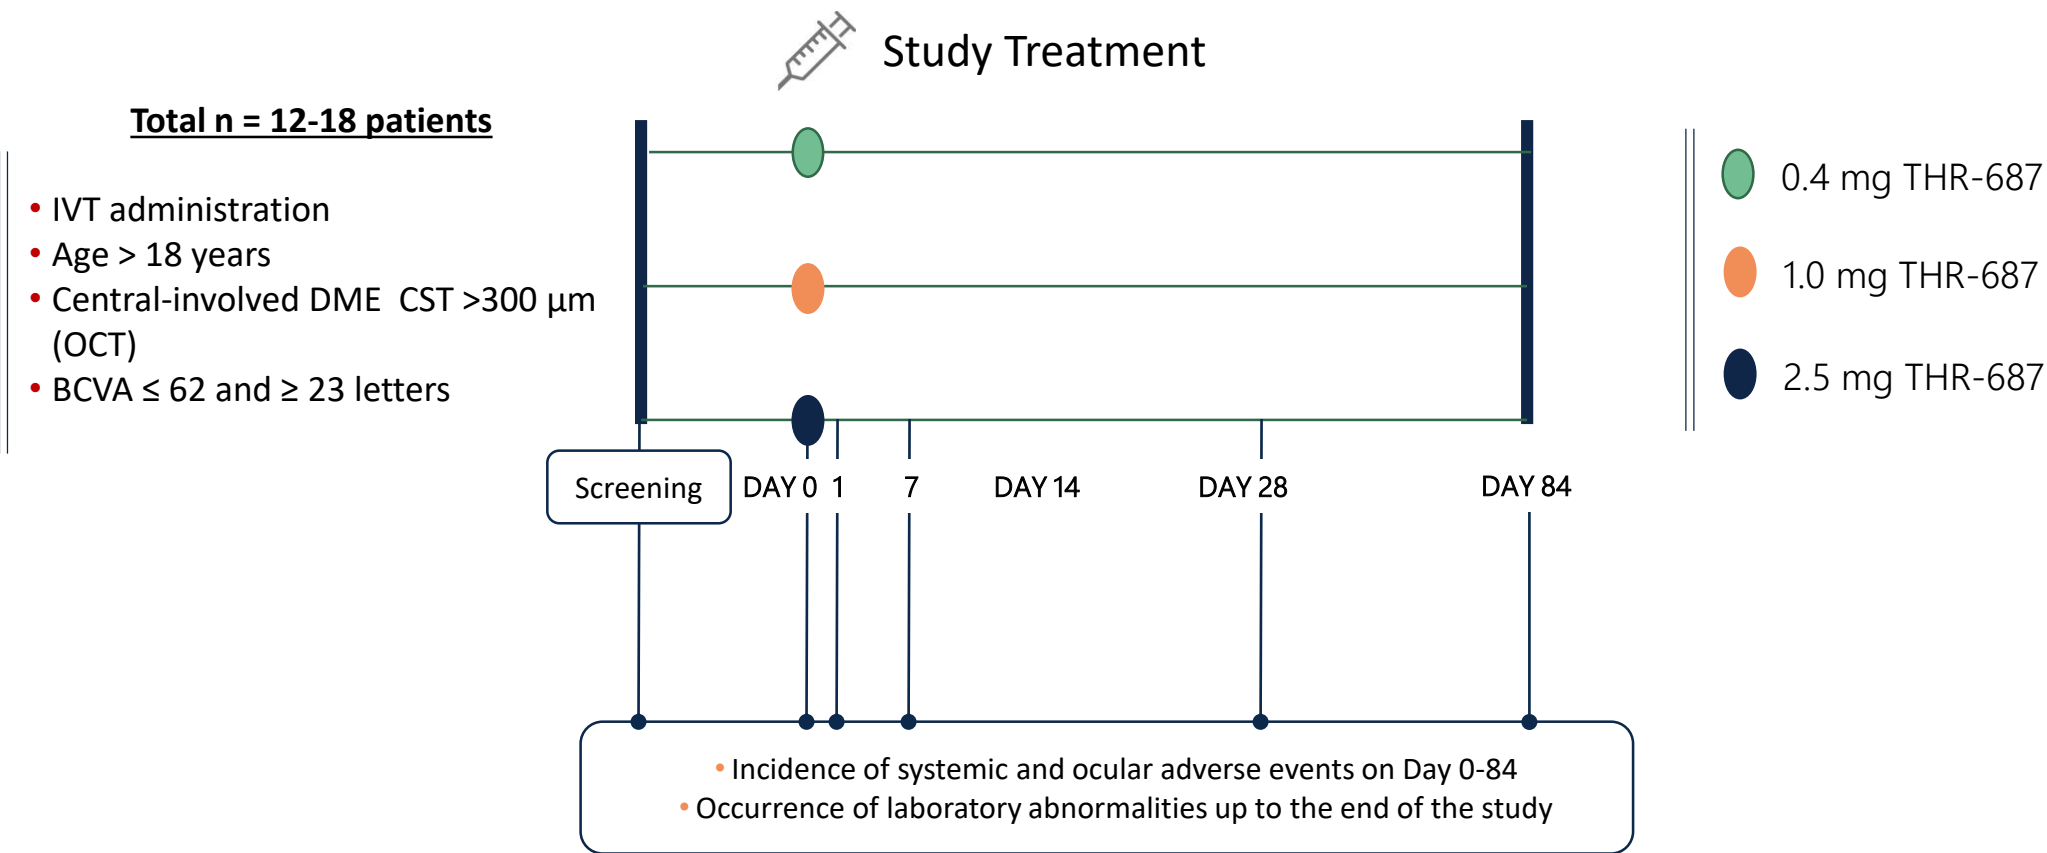 Study Treatment
Total n = 12-18 patients
• IVT administration
• Age > 18 years
• Central-involved DME CST >300 µm
(OCT)
• BCVA ≤ 62 and ≥ 23 letters
0.4 mg THR-687
1.0 mg THR-687
2.5 mg THR-687
Screening
DAY 0 1 7 DAY 14 DAY 28 DAY 84
• Incidence of systemic and ocular adverse events on Day 0-84
• Occurrence of laboratory abnormalities up to the end of the study